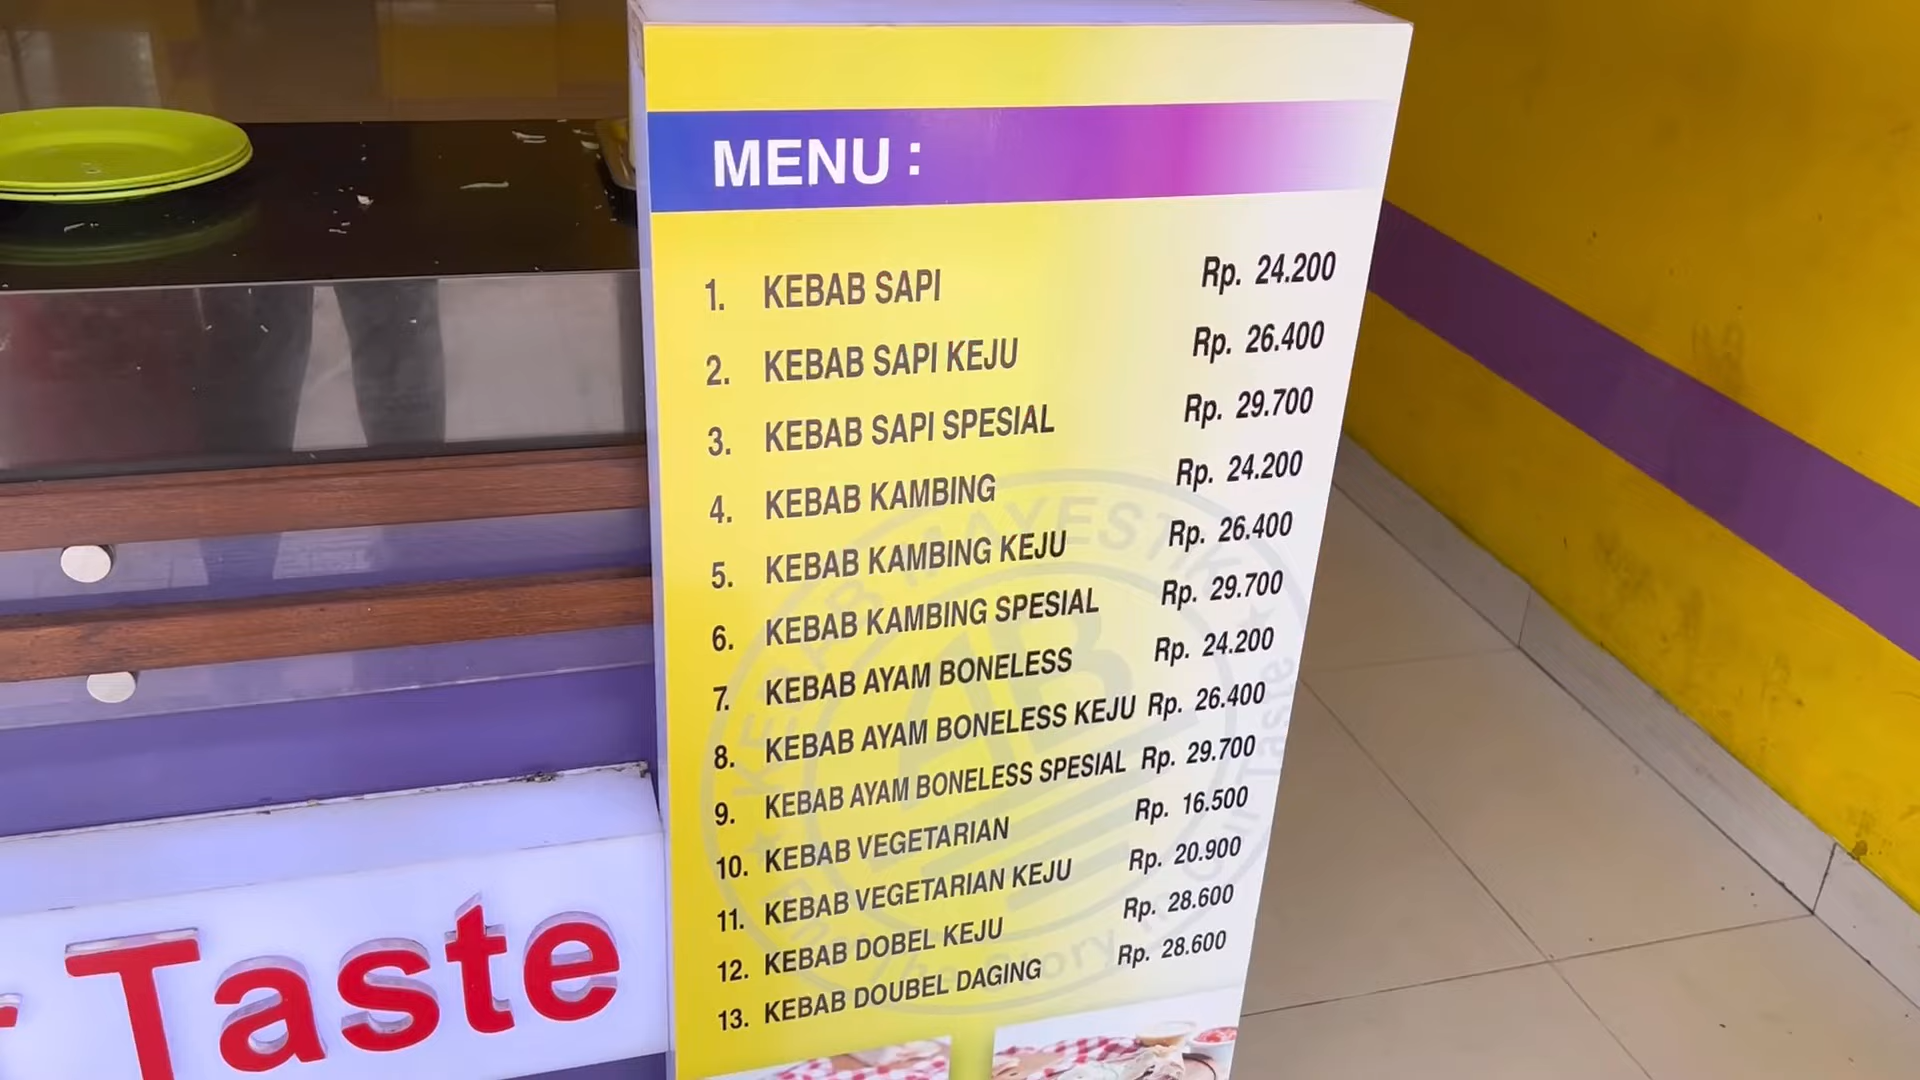 MENU :
1. KEBAB SAPI Rp. 24.200
2. KEBAB SAPI KEJU Rp. 26.400
3. KEBAB SAPI SPESIAL Rp. 29.700
4. KEBAB KAMBING Rp. 24.200
5. KEBAB KAMBING KEJU Rp. 26.400
6. KEBAB KAMBING SPESIAL Rp. 29.700
7. KEBAB AYAM BONELESS Rp. 24.200
8. KEBAB AYAM BONELESS KEJU Rp. 26.400
9. KEBAB AYAM BONELESS SPESIAL Rp. 29.700
10. KEBAB VEGETARIAN Rp. 16.500
11. KEBAB VEGETARIAN KEJU Rp. 20.900
12. KEBAB DOBEL KEJU Rp. 28.600
13. KEBAB DOUBEL DAGING Rp. 28.600
KEBAB MAYESTIK
Taste
Taste